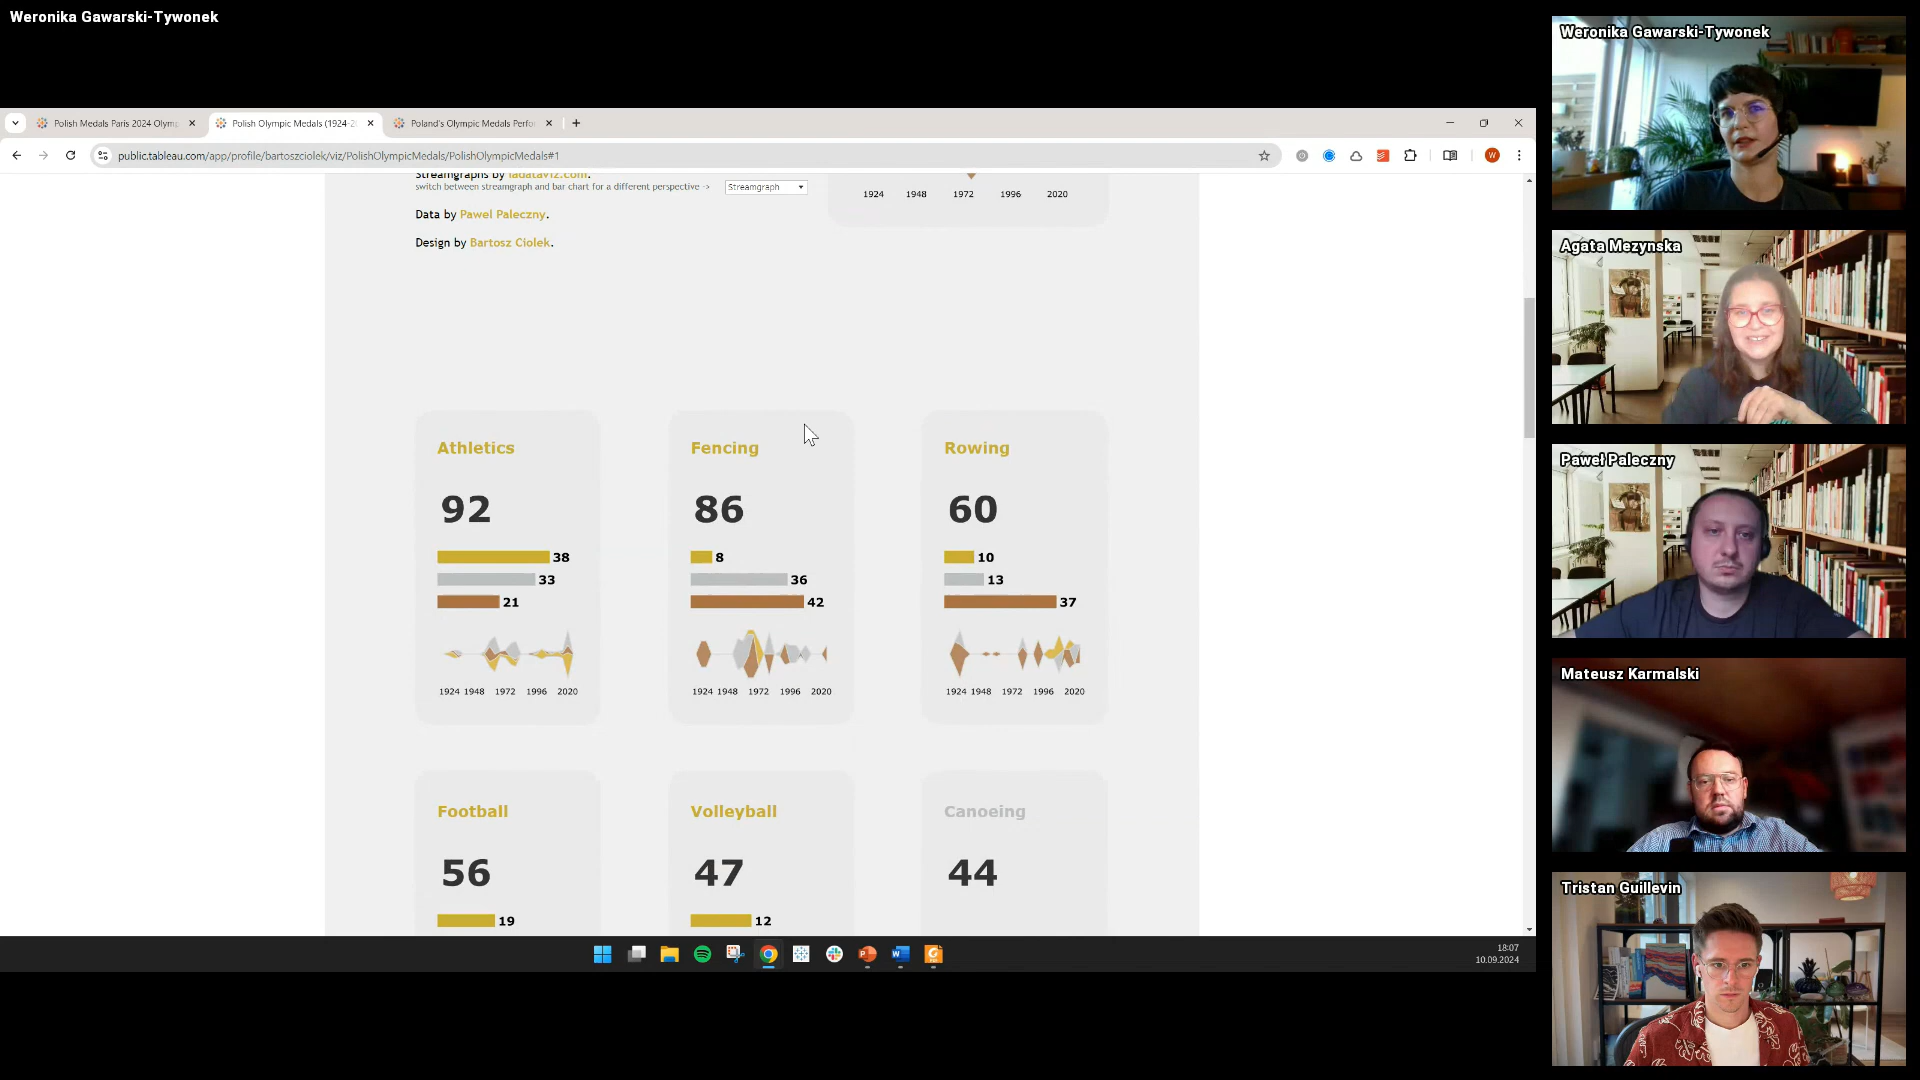 Weronika Gawarski-Tywonek
Polish Medals Paris 2024 Olymp
Polish Olympic Medals (1924-2
Poland's Olympic Medals Perfo
public.tableau.com/app/profile/bartoszciolek/viz/PolishOlympicMedals/PolishOlympicMedals#1
W
Streamgraphs by ladataviz.com.
switch between streamgraph and bar chart for a different perspective ->
Streamgraph
1924 1948 1972 1996 2020
Data by Pawel Paleczny.
Design by Bartosz Ciolek.
Athletics
92
38
33
21
1924 1948 1972 1996 2020
Fencing
86
8
36
42
1924 1948 1972 1996 2020
Rowing
60
10
13
37
1924 1948 1972 1996 2020
Football
56
19
Volleyball
47
12
Canoeing
44
18:07
10.09.2024
Weronika Gawarski-Tywonek
Agata Mezynska
Paweł Paleczny
Mateusz Karmalski
Tristan Guillevin